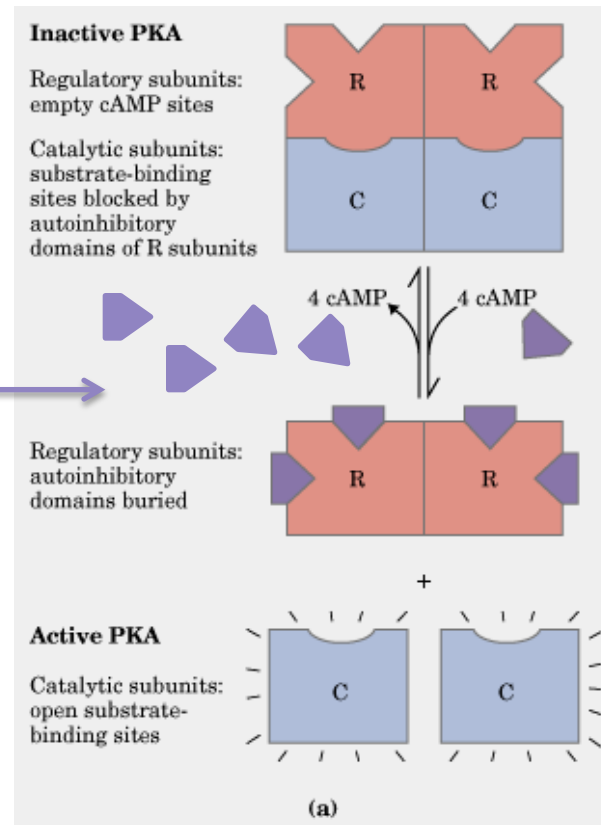 Inactive PKA
Regulatory subunits:
empty cAMP sites
R
R
Catalytic subunits:
substrate-binding
sites blocked by
autoinhibitory
domains of R subunits
C
C
4 cAMP
4 cAMP
Regulatory subunits:
autoinhibitory
domains buried
R
R
+
Active PKA
Catalytic subunits:
open substrate-
binding sites
C
C
(a)